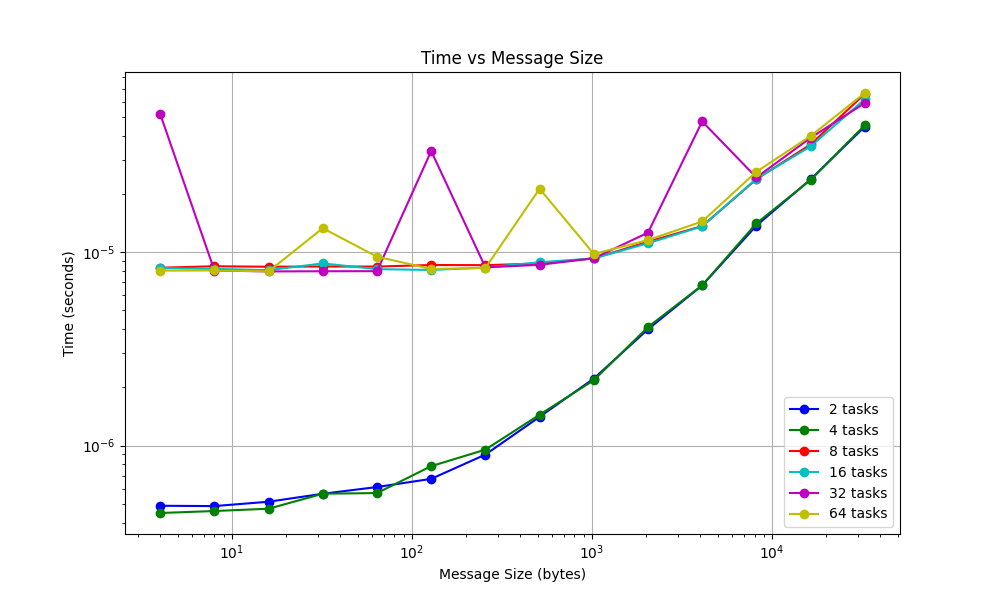 Time vs Message Size
Time (seconds)
10⁻⁵
10⁻⁶
10¹
10²
10³
10⁴
Message Size (bytes)
2 tasks
4 tasks
8 tasks
16 tasks
32 tasks
64 tasks